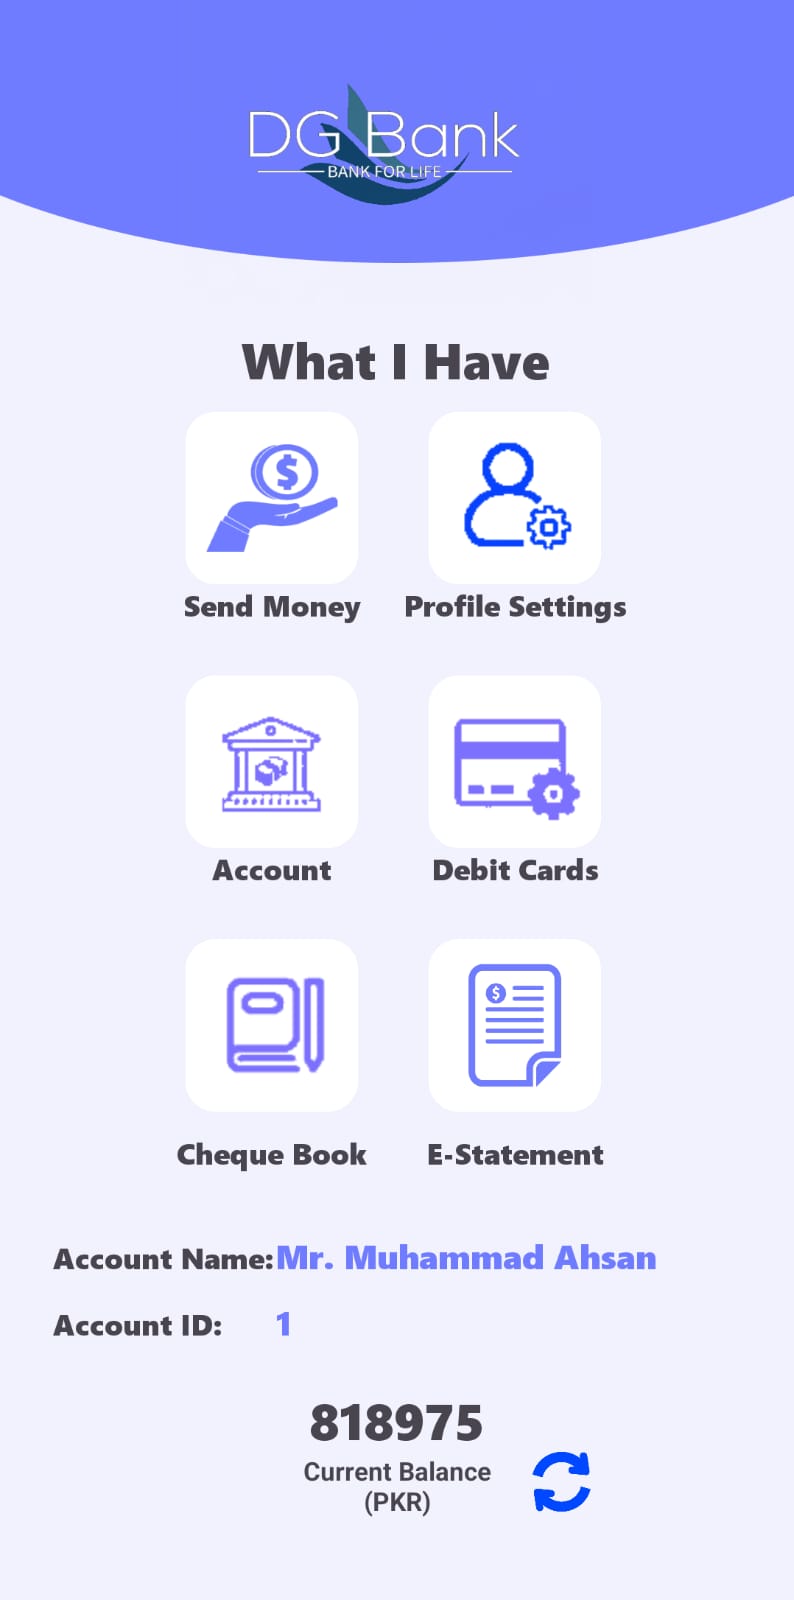 DG Bank
BANK FOR LIFE
What I Have
$
Send Money Profile Settings
Account Debit Cards
$
Cheque Book E-Statement
Account Name: Mr. Muhammad Ahsan
Account ID: 1
818975
Current Balance
(PKR)